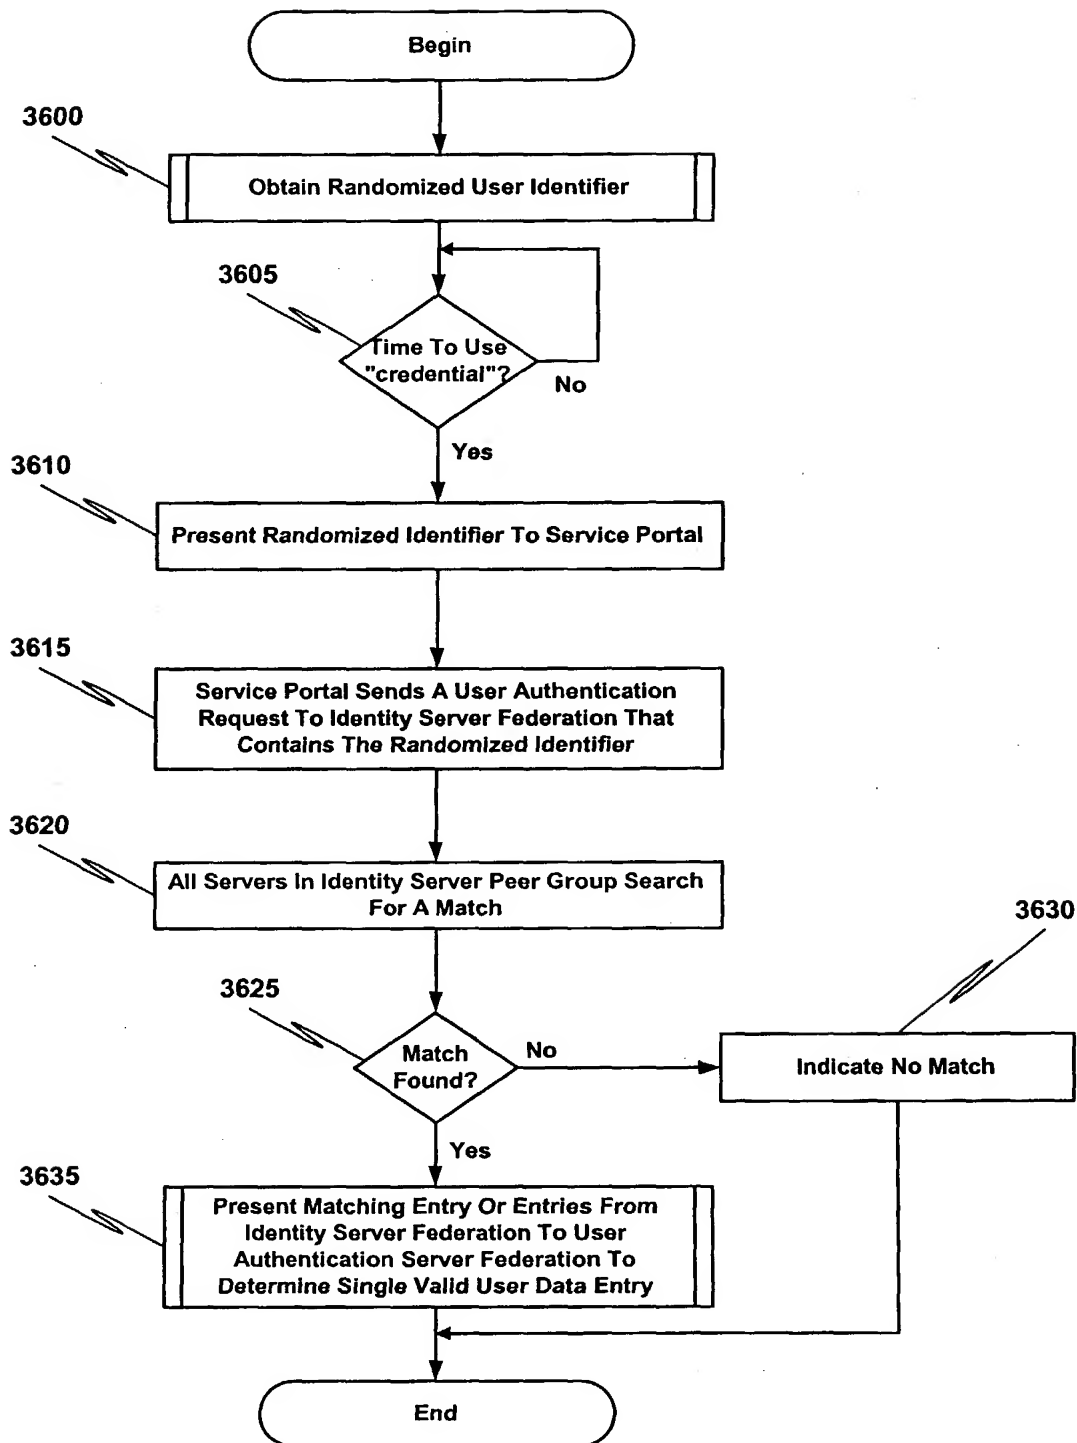 Begin
3600
Obtain Randomized User Identifier
3605
Time To Use
"credential"?
No
Yes
3610
Present Randomized Identifier To Service Portal
3615
Service Portal Sends A User Authentication
Request To Identity Server Federation That
Contains The Randomized Identifier
3620
All Servers In Identity Server Peer Group Search
For A Match
3630
3625
Match
Found?
No
Indicate No Match
Yes
3635
Present Matching Entry Or Entries From
Identity Server Federation To User
Authentication Server Federation To
Determine Single Valid User Data Entry
End